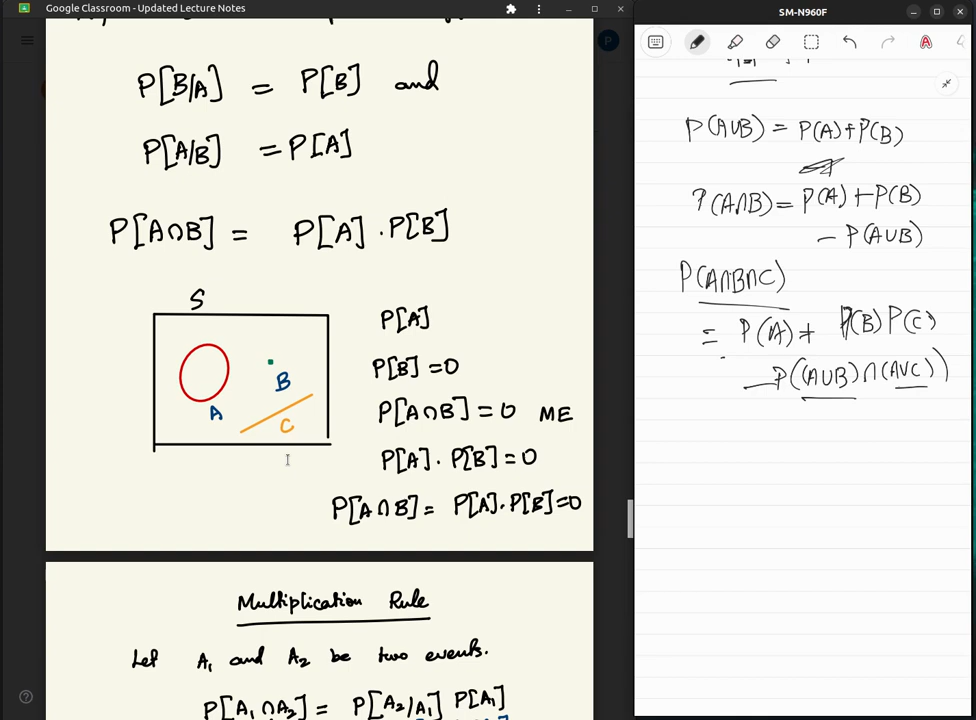 Google Classroom - Updated Lecture Notes
P[B/A] = P[B] and
P[A/B] = P[A]
P[A∩B] = P[A] . P[B]
S
A
B
C
P[A]
P[B] = 0
P[A∩B] = 0 ME
P[A] . P[B] = 0
P[A∩B] = P[A] . P[B] = 0
Multiplication Rule
Let A₁ and A₂ be two events.
P[A₁∩A₂] = P[A₂/A₁] P[A₁]
P
SM-N960F
A
P(A∪B) = P(A)+P(B)
P(A∩B) = P(A)+P(B)
- P(A∪B)
P(A∩B∩C)
= P(A)+ P(B)P(C)
- P((A∪B)∩(A∪C))